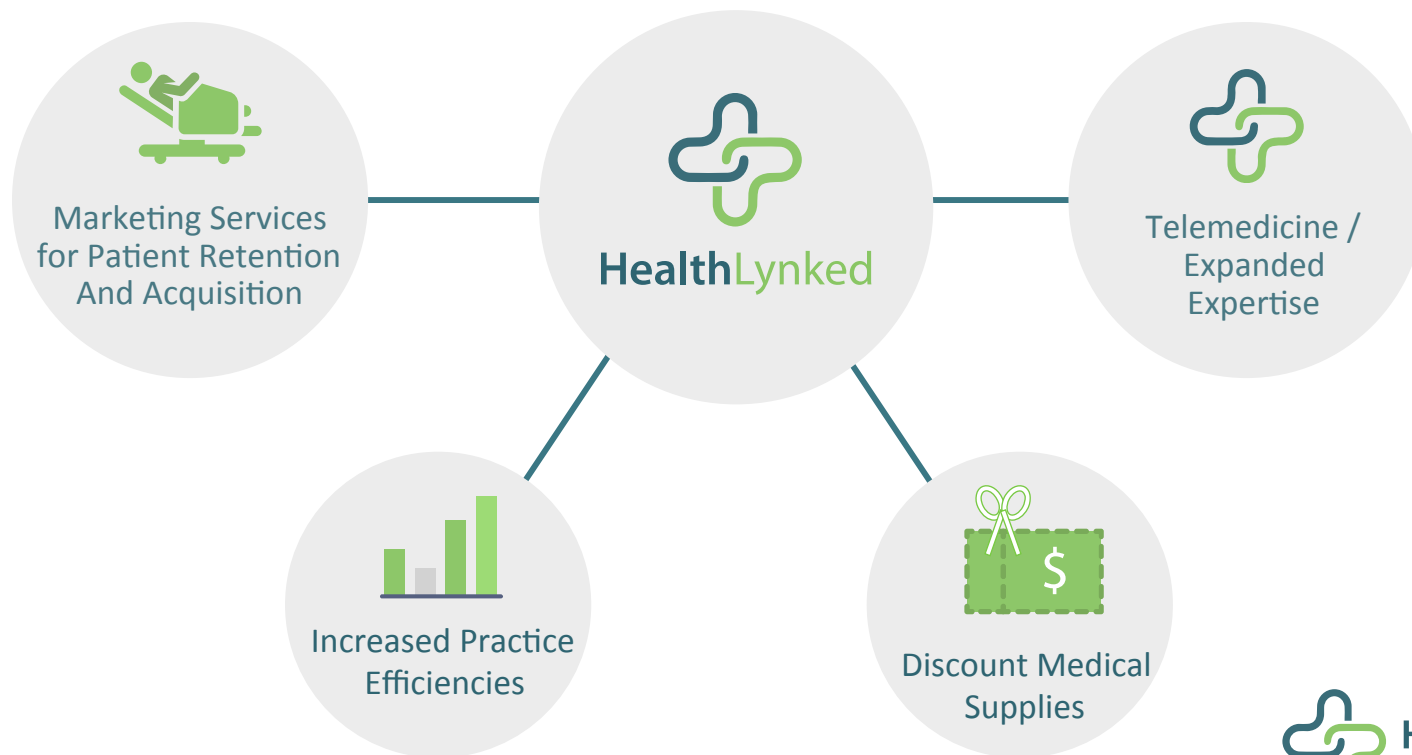 Marketing Services
for Patient Retention
And Acquisition
HealthLynked
Telemedicine /
Expanded
Expertise
Increased Practice
Efficiencies
$
Discount Medical
Supplies
H